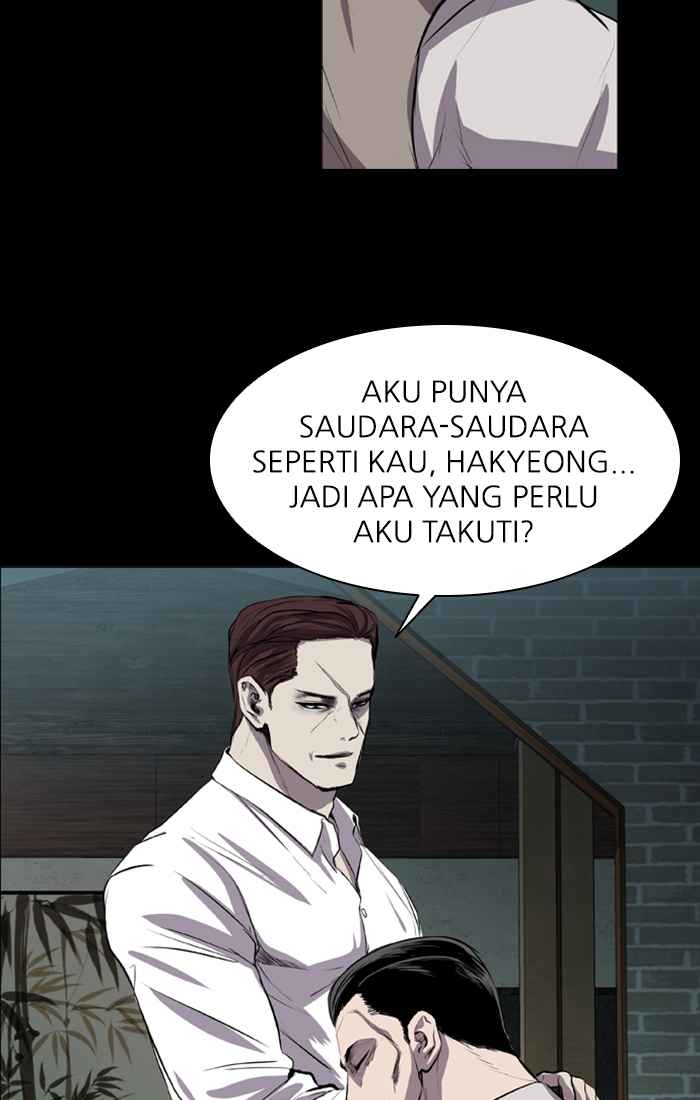 AKU PUNYA
SAUDARA-SAUDARA
SEPERTI KAU, HAKYEONG...
JADI APA YANG PERLU
AKU TAKUTI?